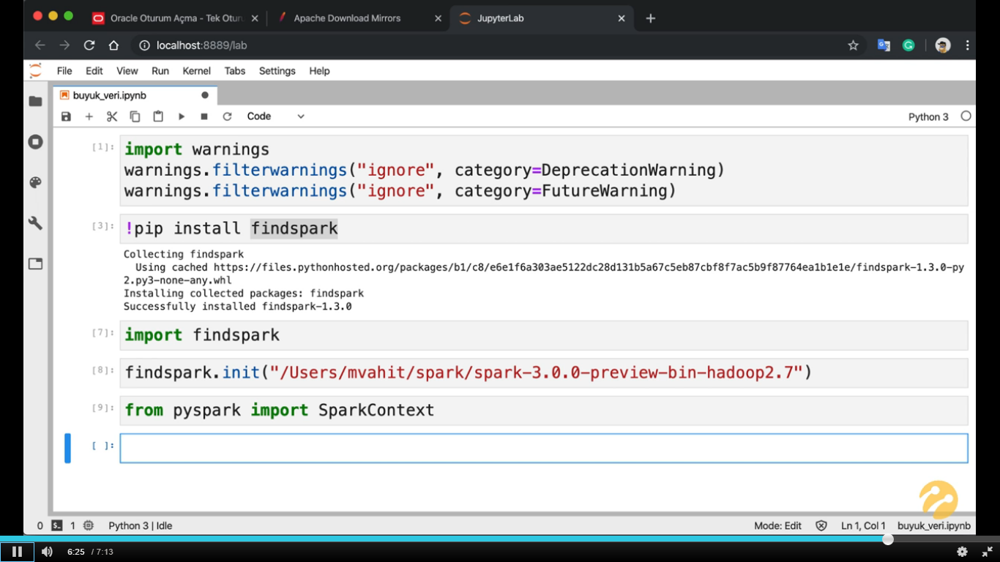 Oracle Oturum Açma - Tek Oturu
Apache Download Mirrors
JupyterLab
localhost:8889/lab
File Edit View Run Kernel Tabs Settings Help
buyuk_veri.ipynb
Code
Python 3
[1]: import warnings
warnings.filterwarnings("ignore", category=DeprecationWarning)
warnings.filterwarnings("ignore", category=FutureWarning)
[3]: !pip install findspark
Collecting findspark
Using cached https://files.pythonhosted.org/packages/b1/c8/e6e1f6a303ae5122dc28d131b5a67c5eb87cbf8f7ac5b9f87764ea1b1e1e/findspark-1.3.0-py
2.py3-none-any.whl
Installing collected packages: findspark
Successfully installed findspark-1.3.0
[7]: import findspark
[8]: findspark.init("/Users/mvahit/spark/spark-3.0.0-preview-bin-hadoop2.7")
[9]: from pyspark import SparkContext
[ ]:
0 1 Python 3 | Idle
Mode: Edit Ln 1, Col 1 buyuk_veri.ipynb
6:25 / 7:13